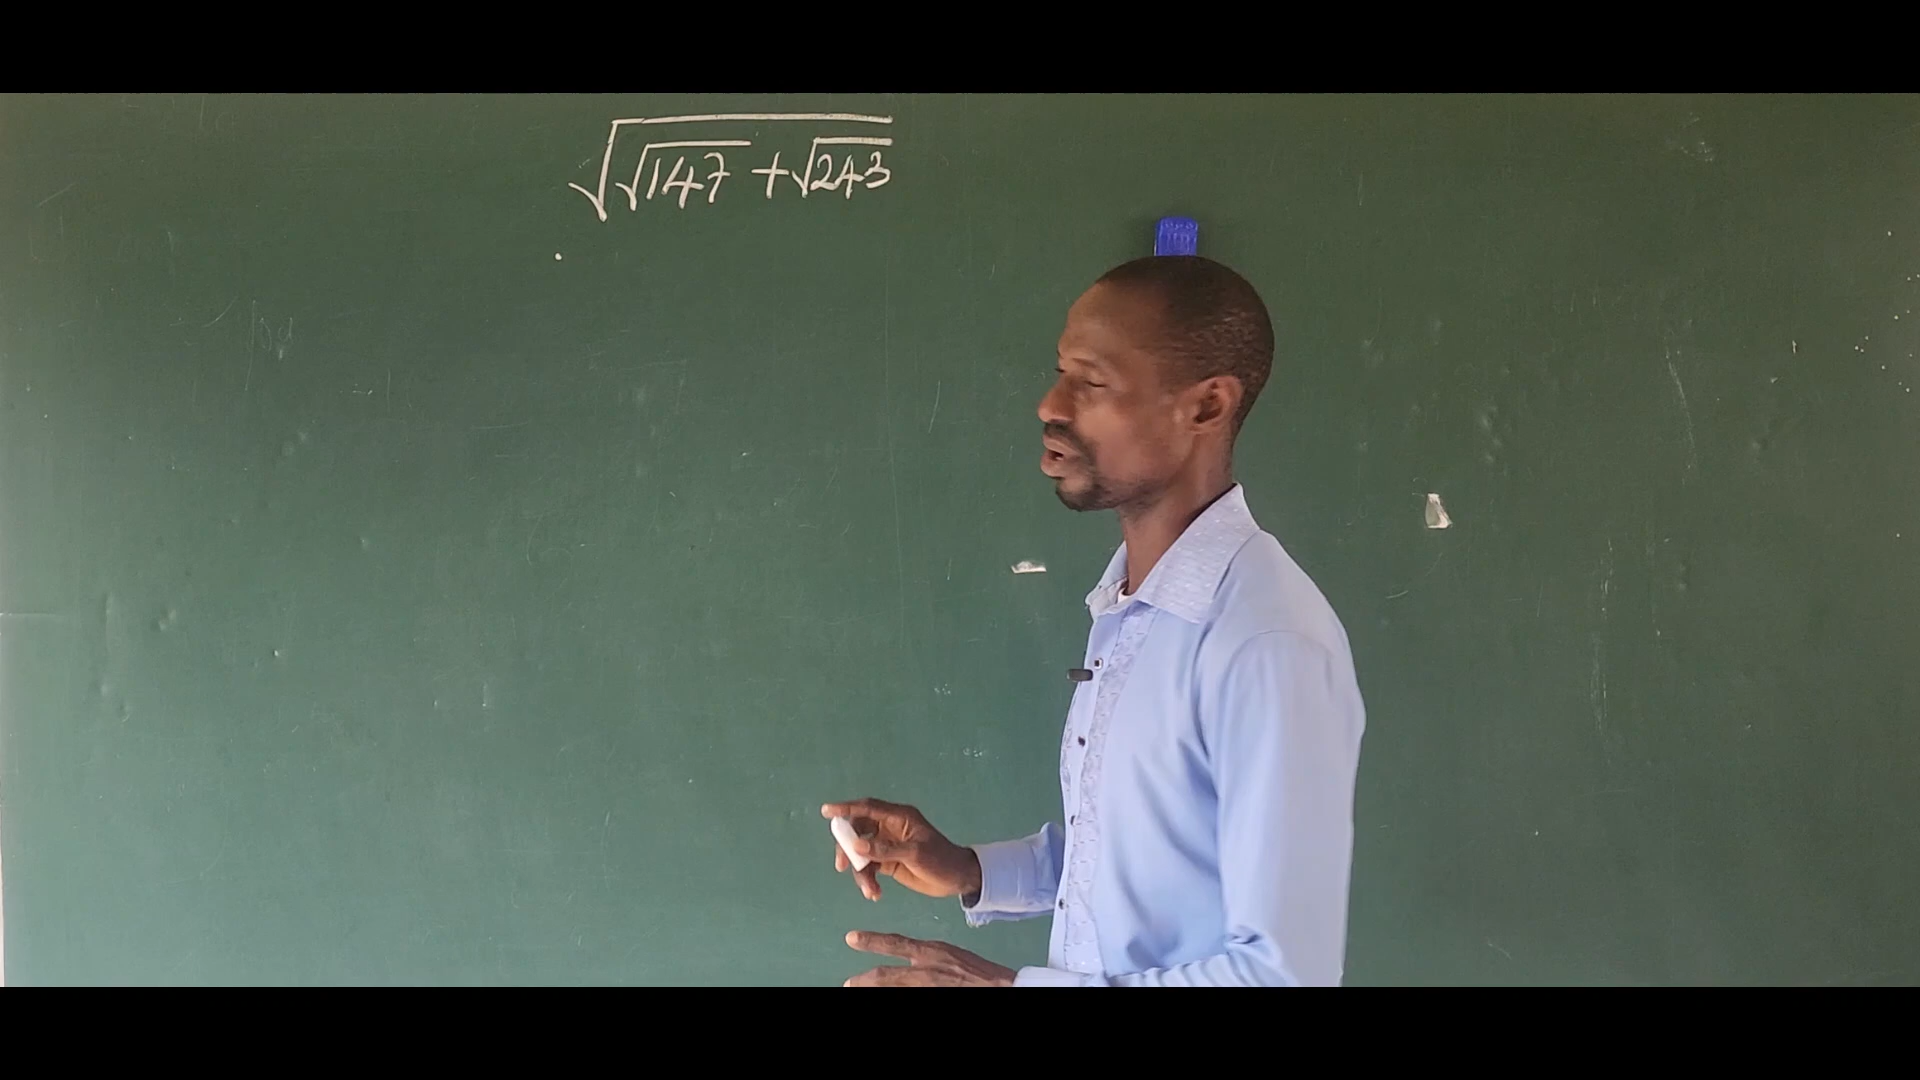 √(√147 + √243)